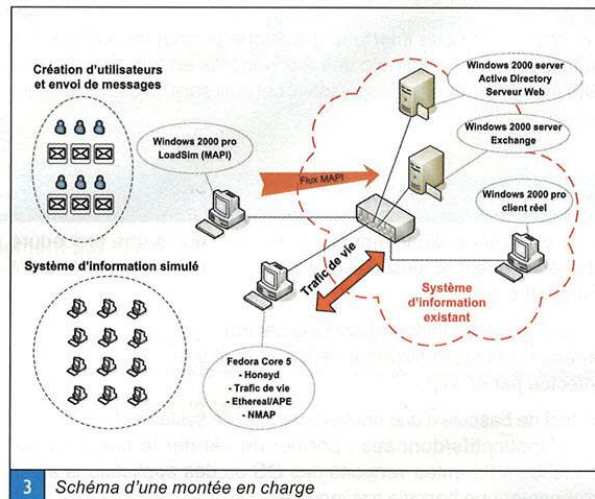 Création d'utilisateurs
et envoi de messages
Windows 2000 pro
LoadSim (MAPI)
Flux MAPI
Windows 2000 server
Active Directory
Serveur Web
Windows 2000 server
Exchange
Windows 2000 pro
client réel
Système d'information simulé
Trafic de vie
Système
d'information
existant
Fedora Core 5
- Honeyd
- Trafic de vie
- Ethereal/APE
- NMAP
3 Schéma d'une montée en charge